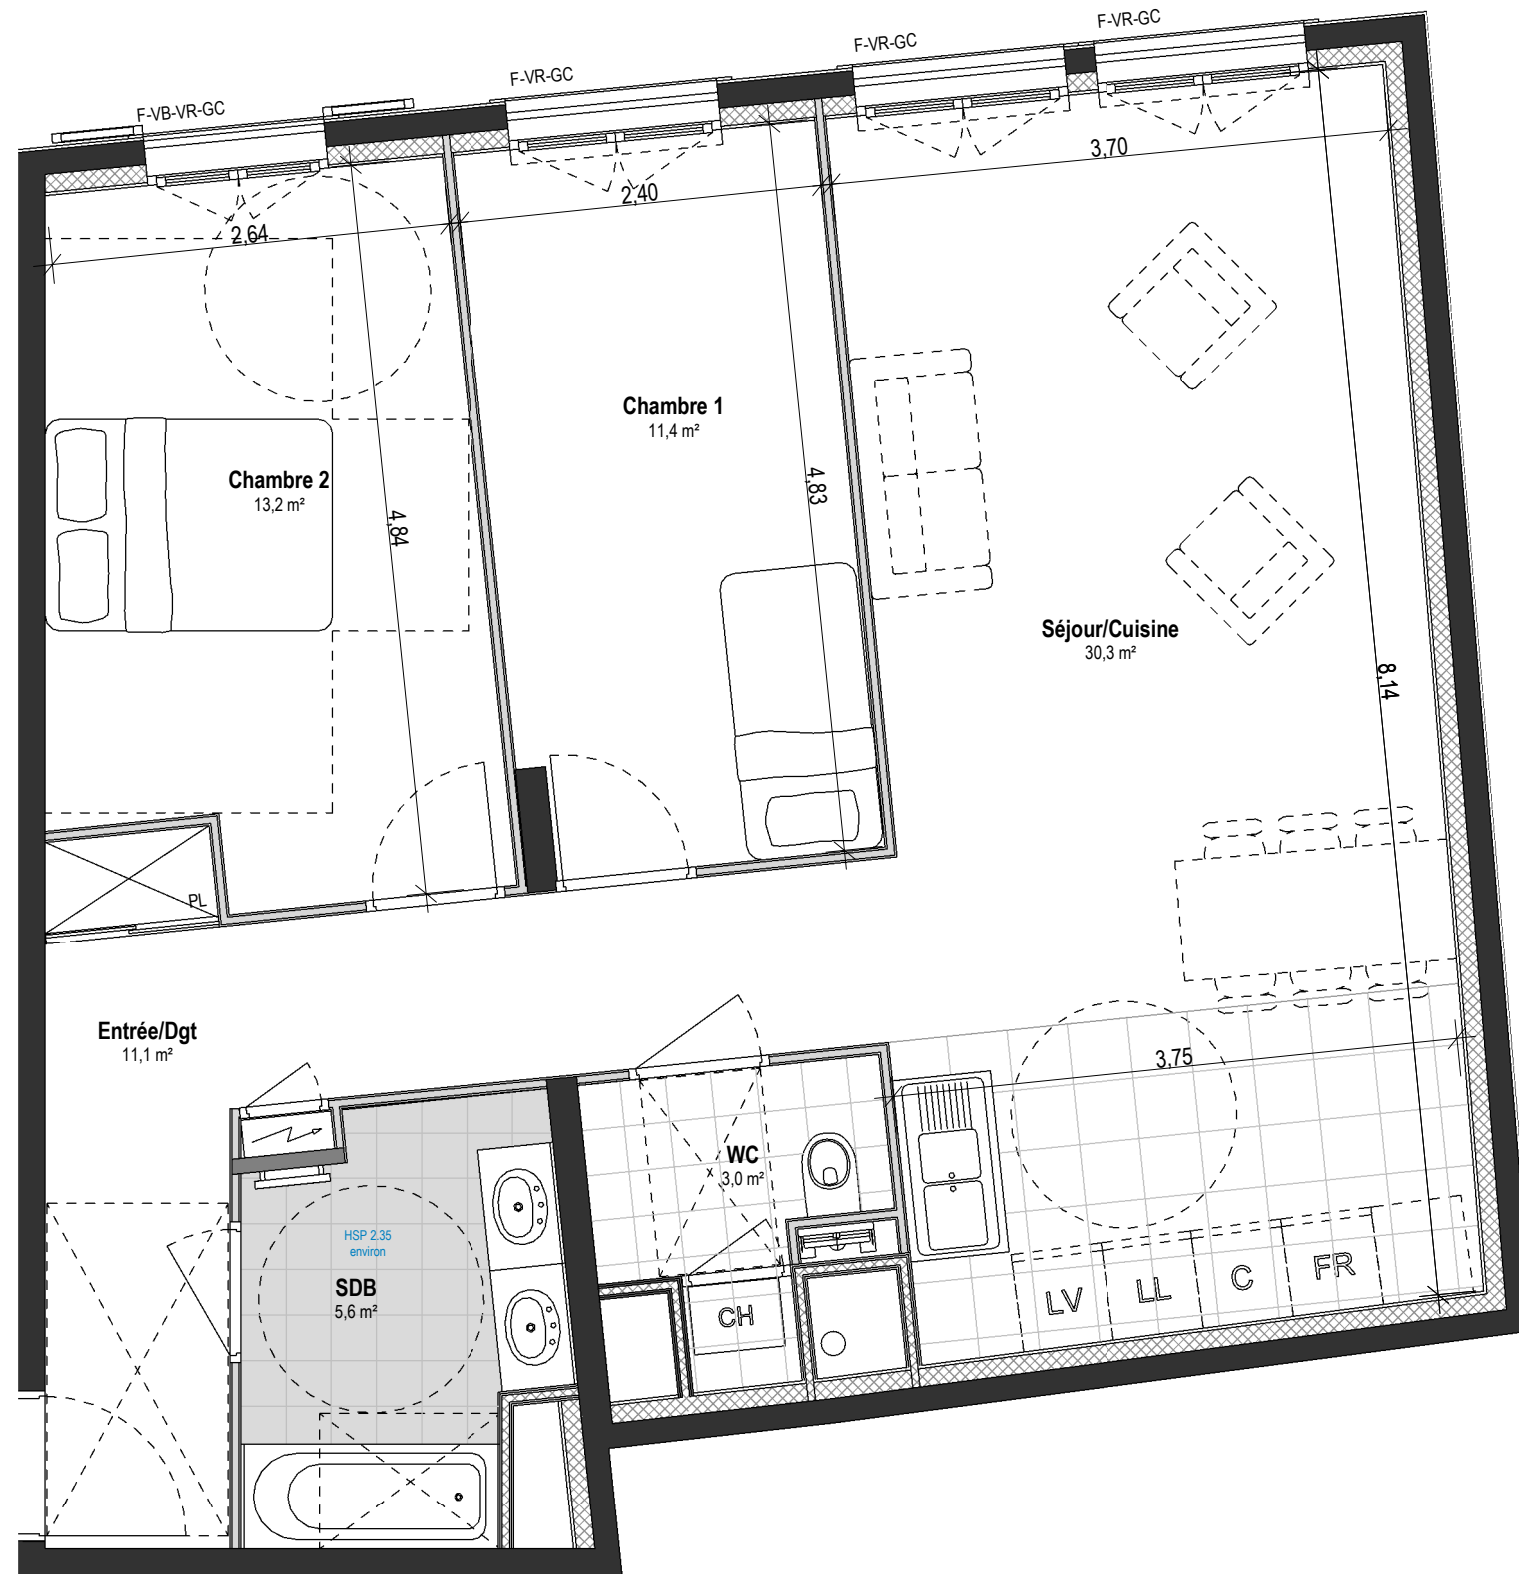 F-VR-GC
F-VR-GC
F-VR-GC
F-VB-VR-GC
3,70
2,40
2,64
Chambre 1
11,4 m²
Chambre 2
13,2 m²
4,83
4,84
Séjour/Cuisine
30,3 m²
8,14
PL
Entrée/Dgt
11,1 m²
3,75
WC
3,0 m²
HSP 2.35
environ
SDB
5,6 m²
CH
LV
LL
C
FR